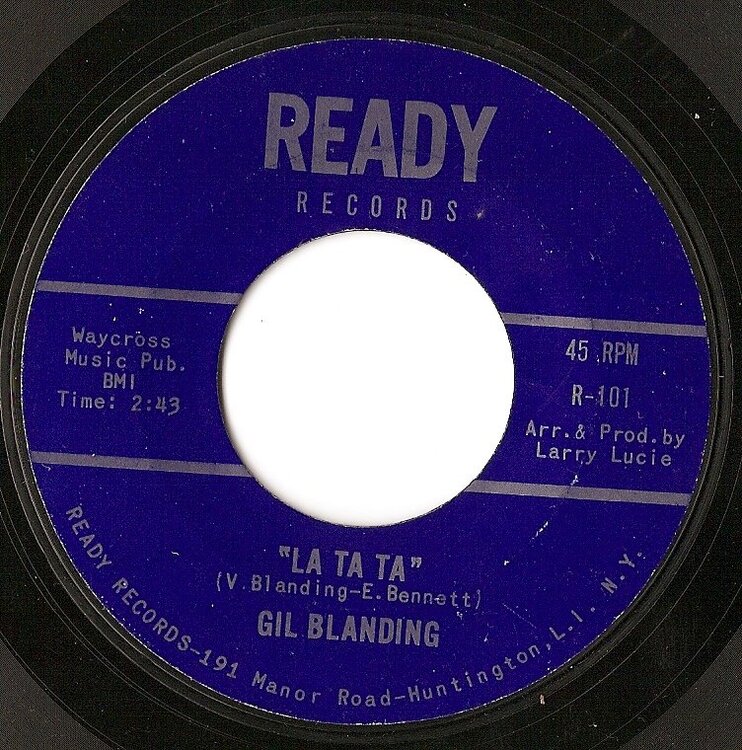 READY
RECORDS
Waycross
Music Pub.
BMI
Time: 2:43
45 RPM
R-101
Arr.& Prod.by
Larry Lucie
"LA TA TA"
(V.Blanding-E.Bennett)
GIL BLANDING
READY RECORDS-191 Manor Road-Huntington,L.I. N.Y.